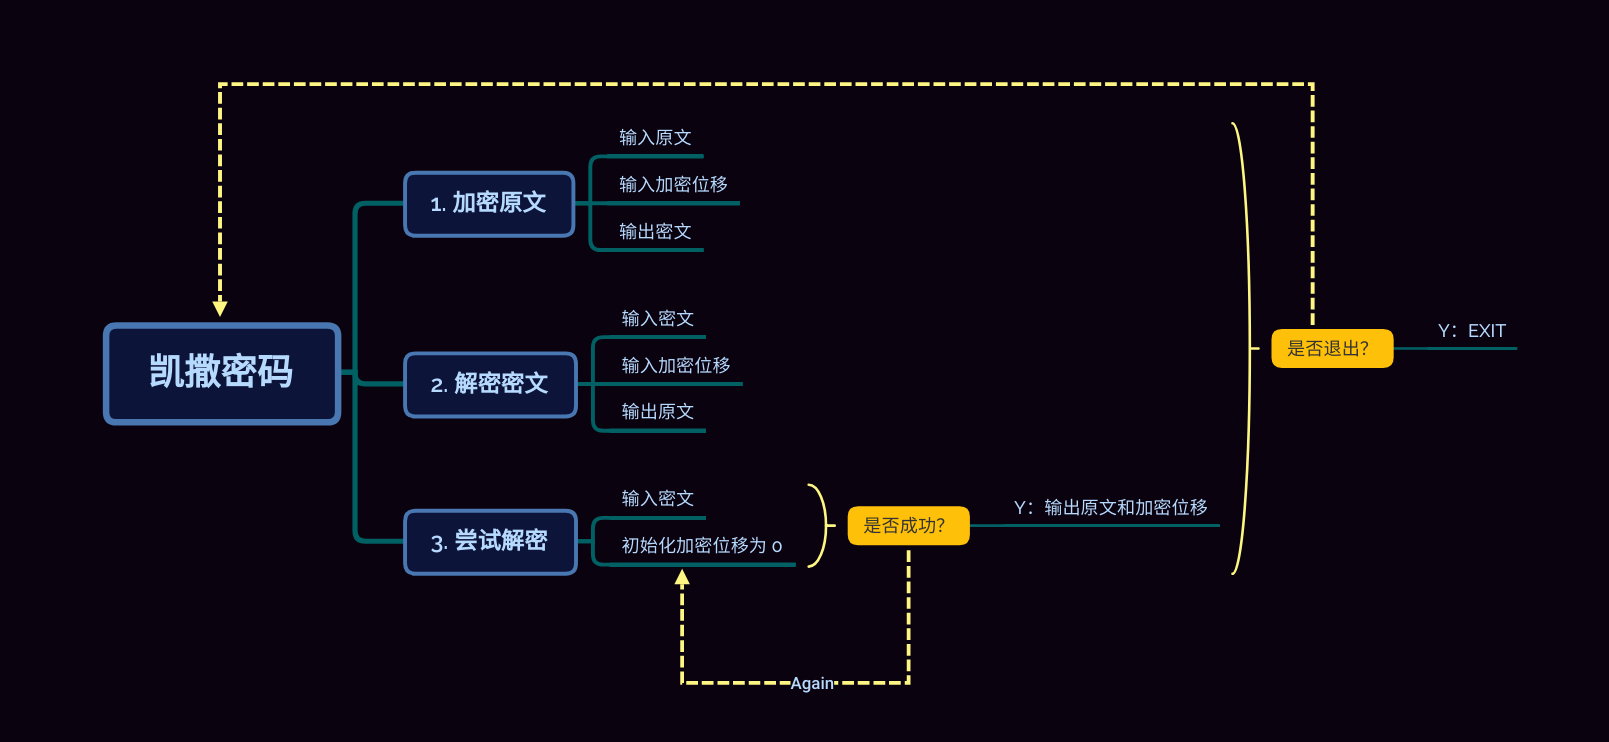 凯撒密码
1. 加密原文
输入原文
输入加密位移
输出密文
2. 解密密文
输入密文
输入加密位移
输出原文
3. 尝试解密
输入密文
初始化加密位移为 0
是否成功？
Y：输出原文和加密位移
Again
是否退出？
Y：EXIT